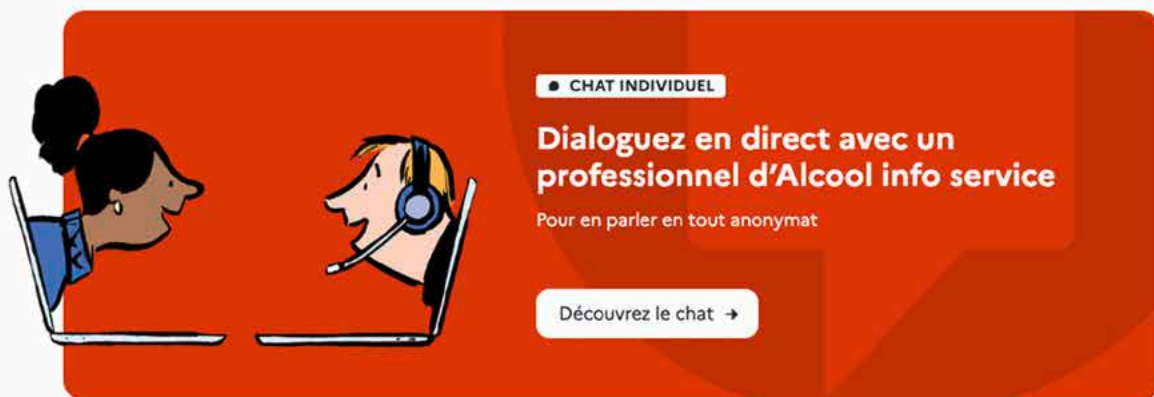 CHAT INDIVIDUEL
Dialoguez en direct avec un
professionnel d’Alcool info service
Pour en parler en tout anonymat
Découvrez le chat →